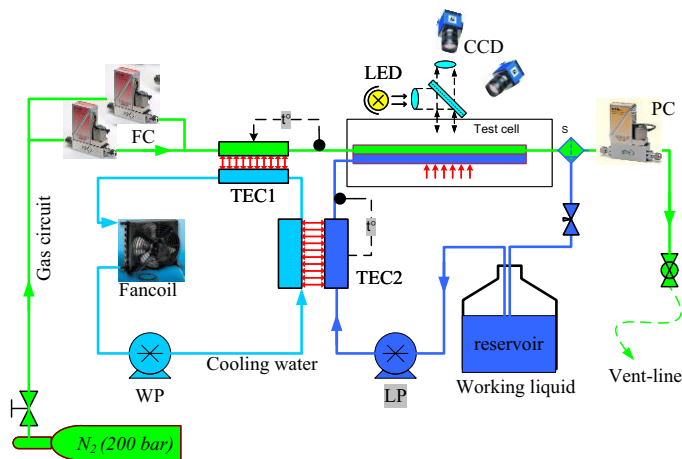 CCD
LED
PC
FC
t°
Test cell
s
TEC1
Gas circuit
t°
Fancoil
TEC2
reservoir
Cooling water
WP
LP
Working liquid
Vent-line
N2 (200 bar)